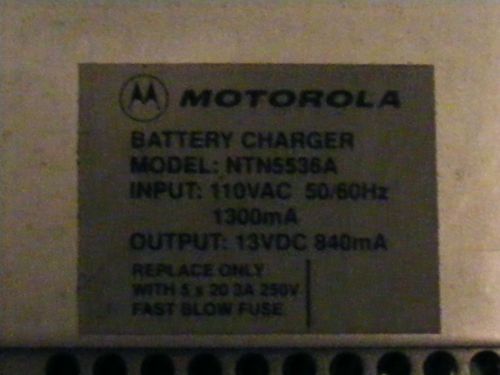 MOTOROLA
BATTERY CHARGER
MODEL: NTN5536A
INPUT: 110VAC 50/60Hz
1300mA
OUTPUT: 13VDC 840mA
REPLACE ONLY
WITH 5 x 20 3A 250V
FAST BLOW FUSE